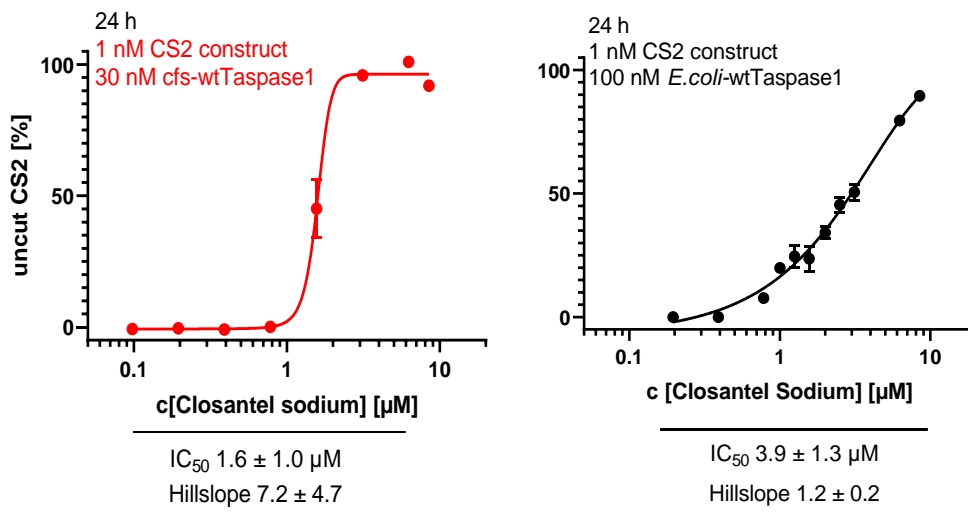 24 h
1 nM CS2 construct
30 nM cfs-wtTaspase1
100
50
0
uncut CS2 [%]
0.1
1
10
c[Closantel sodium] [µM]
IC50 1.6 ± 1.0 µM
Hillslope 7.2 ± 4.7
24 h
1 nM CS2 construct
100 nM E.coli-wtTaspase1
100
50
0
0.1
1
10
c [Closantel Sodium] [µM]
IC50 3.9 ± 1.3 µM
Hillslope 1.2 ± 0.2